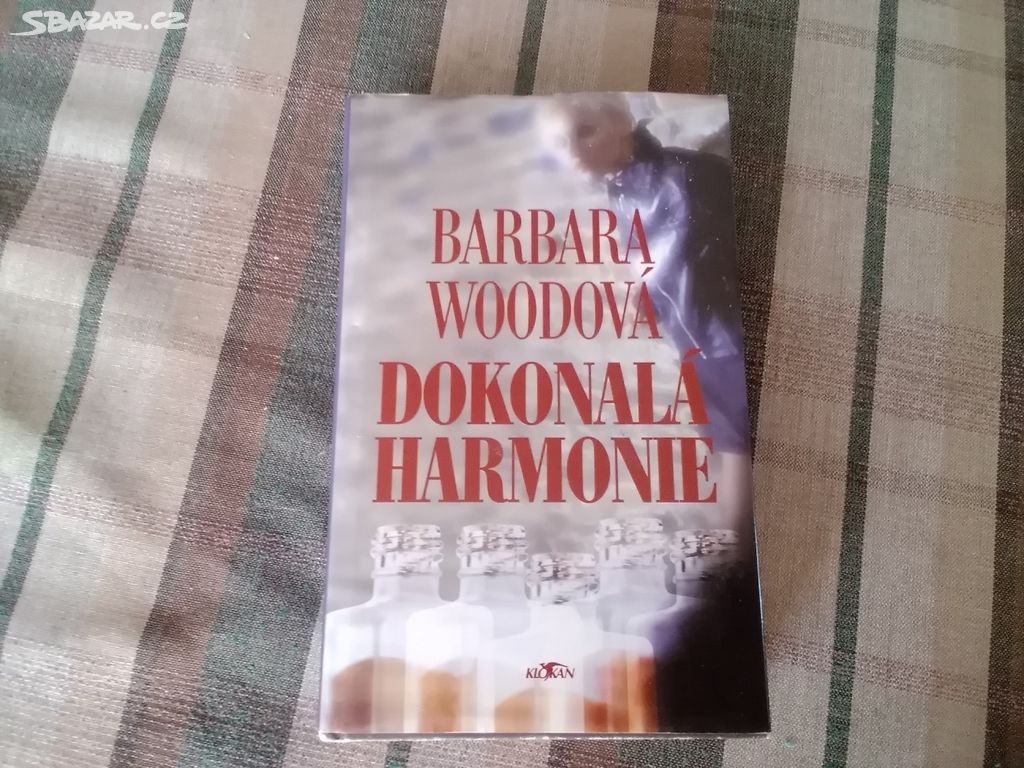 SBAZAR.CZ
BARBARA
WOODOVÁ
DOKONALÁ
HARMONIE
KLOKAN